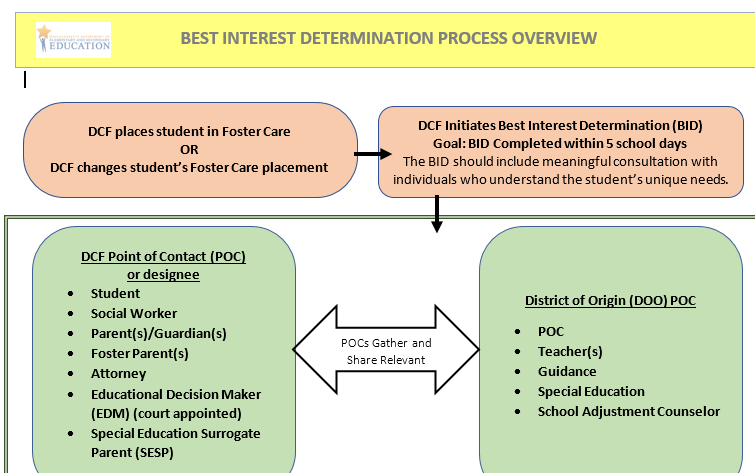 EDUCATION
BEST INTEREST DETERMINATION PROCESS OVERVIEW
DCF places student in Foster Care
OR
DCF changes student's Foster Care placement
DCF Initiates Best Interest Determination (BID)
Goal: BID Completed within 5 school days
The BID should include meaningful consultation with
individuals who understand the student's unique needs.
DCF Point of Contact (POC)
or designee
• Student
• Social Worker
• Parent(s)/Guardian(s)
• Foster Parent(s)
• Attorney
• Educational Decision Maker
(EDM) (court appointed)
• Special Education Surrogate
Parent (SESP)
POCs Gather and
Share Relevant
District of Origin (DOO) POC
• POC
• Teacher(s)
• Guidance
• Special Education
• School Adjustment Counselor